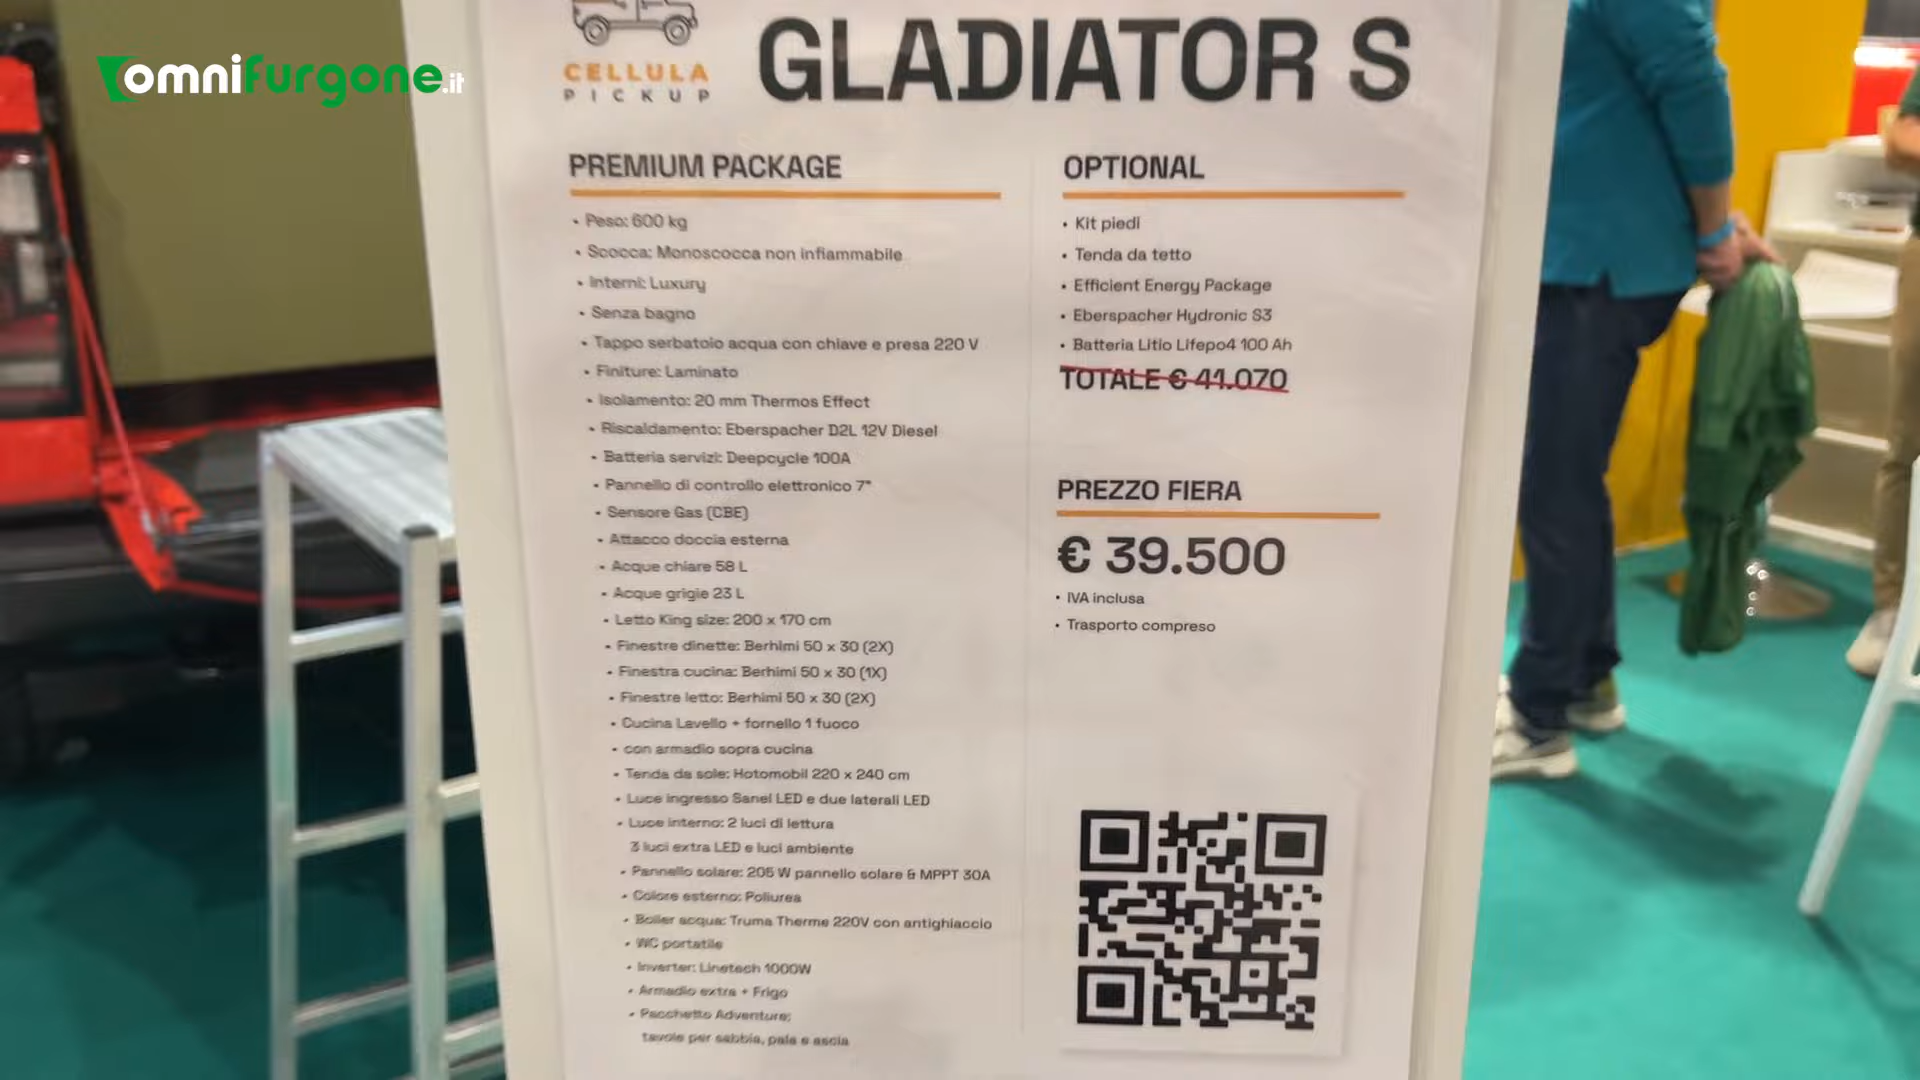 omnifurgone.it
CELLULA
PICKUP
GLADIATOR S
PREMIUM PACKAGE
• Peso: 600 kg
• Scocca: Monoscocca non infiammabile
• Interni: Luxury
• Senza bagno
• Tappo serbatoio acqua con chiave e presa 220 V
• Finiture: Laminato
• Isolamento: 20 mm Thermos Effect
• Riscaldamento: Eberspacher D2L 12V Diesel
• Batteria servizi: Deepcycle 100A
• Pannello di controllo elettronico 7"
• Sensore Gas (CBE)
• Attacco doccia esterna
• Acque chiare 58 L
• Acque grigie 23 L
• Letto King size: 200 x 170 cm
• Finestre dinette: Berhimi 50 x 30 (2X)
• Finestra cucina: Berhimi 50 x 30 (1X)
• Finestre letto: Berhimi 50 x 30 (2X)
• Cucina Lavello + fornello 1 fuoco
• con armadio sopra cucina
• Tenda da sole: Hotomobil 220 x 240 cm
• Luce ingresso Sanel LED e due laterali LED
• Luce interno: 2 luci di lettura
3 luci extra LED e luci ambiente
• Pannello solare: 205 W pannello solare & MPPT 30A
• Colore esterno: Poliurea
• Boiler acqua: Truma Therme 220V con antighiaccio
• WC portatile
• Inverter: Linetech 1000W
• Armadio extra + Frigo
• Pacchetto Adventure:
tavole per sabbia, pala e ascia
OPTIONAL
• Kit piedi
• Tenda da tetto
• Efficient Energy Package
• Eberspacher Hydronic S3
• Batteria Litio Lifepo4 100 Ah
TOTALE € 41.070
PREZZO FIERA
€ 39.500
• IVA inclusa
• Trasporto compreso